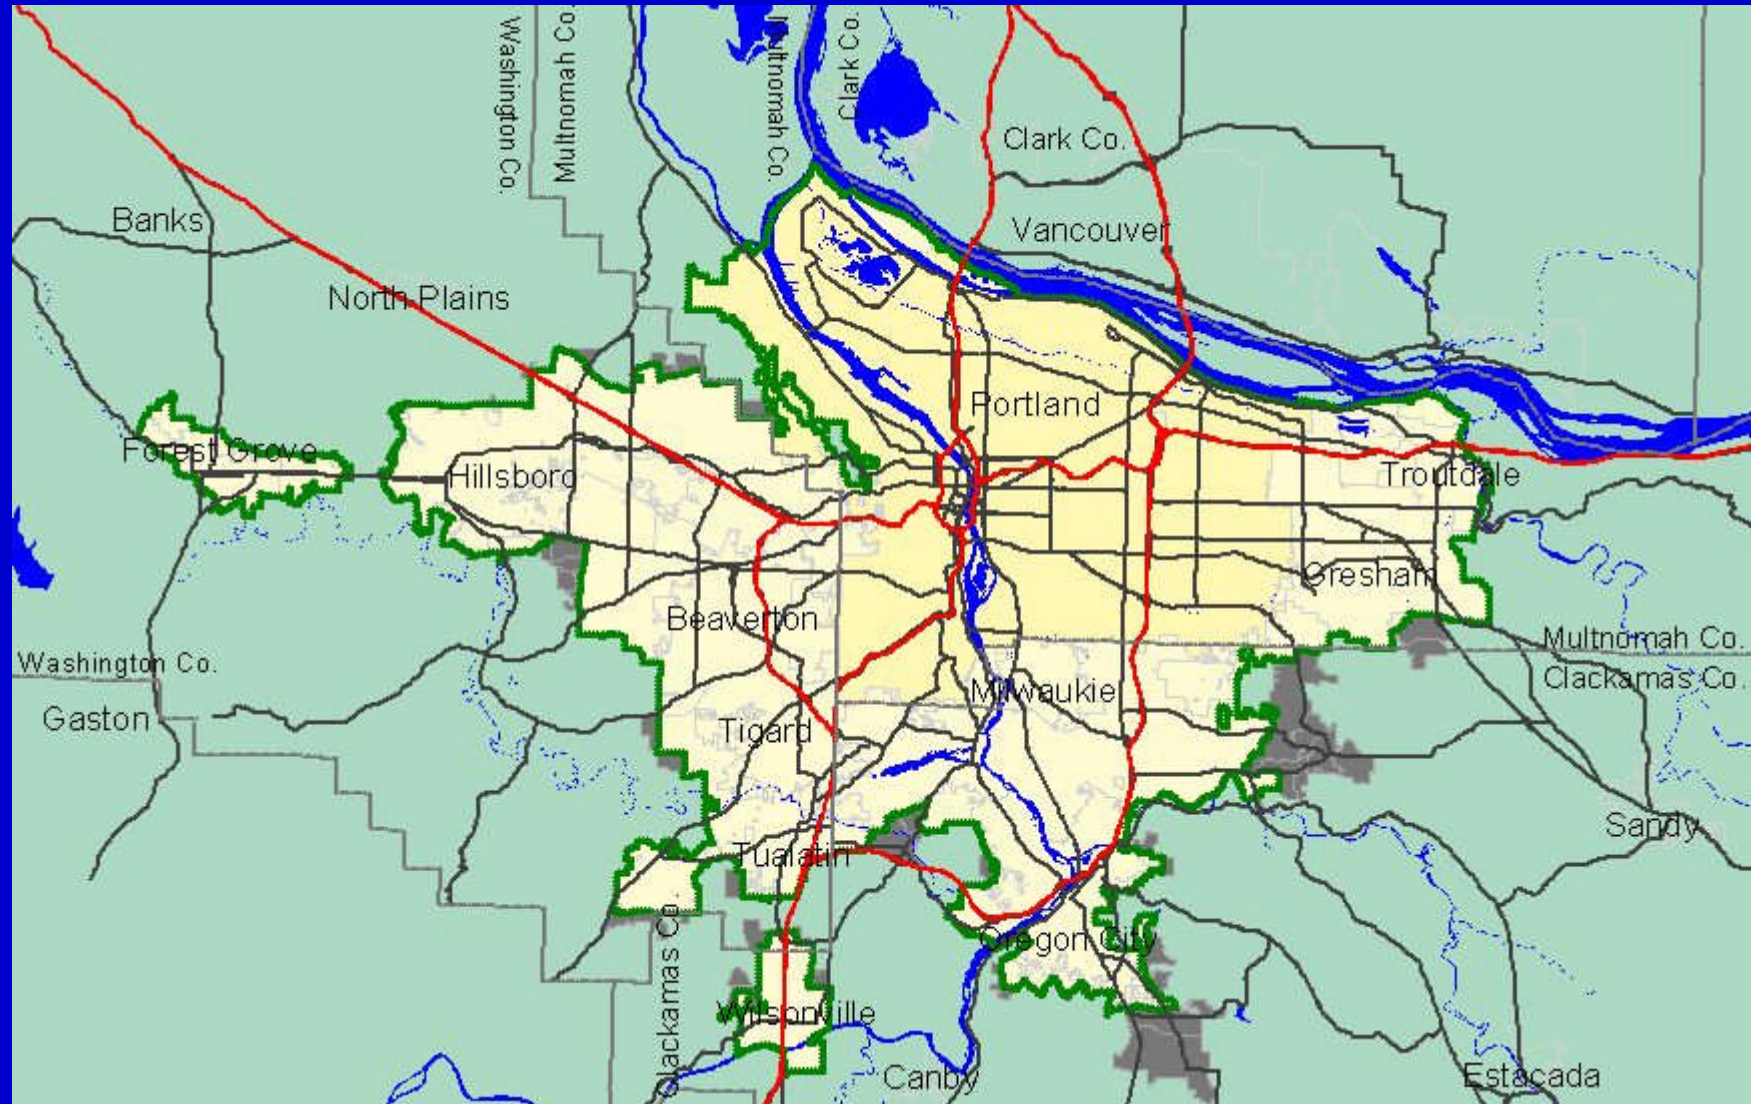 Washington Co.
Multnomah Co.
Multnomah Co.
Clark Co.
Clark Co.
Banks
Vancouver
North Plains
Portland
Forest Grove
Hillsboro
Troutdale
Gresham
Beaverton
Multnomah Co.
Washington Co.
Clackamas Co.
Milwaukie
Gaston
Tigard
Sandy
Tualatin
Clackamas Co.
Oregon City
Wilsonville
Canby
Estacada